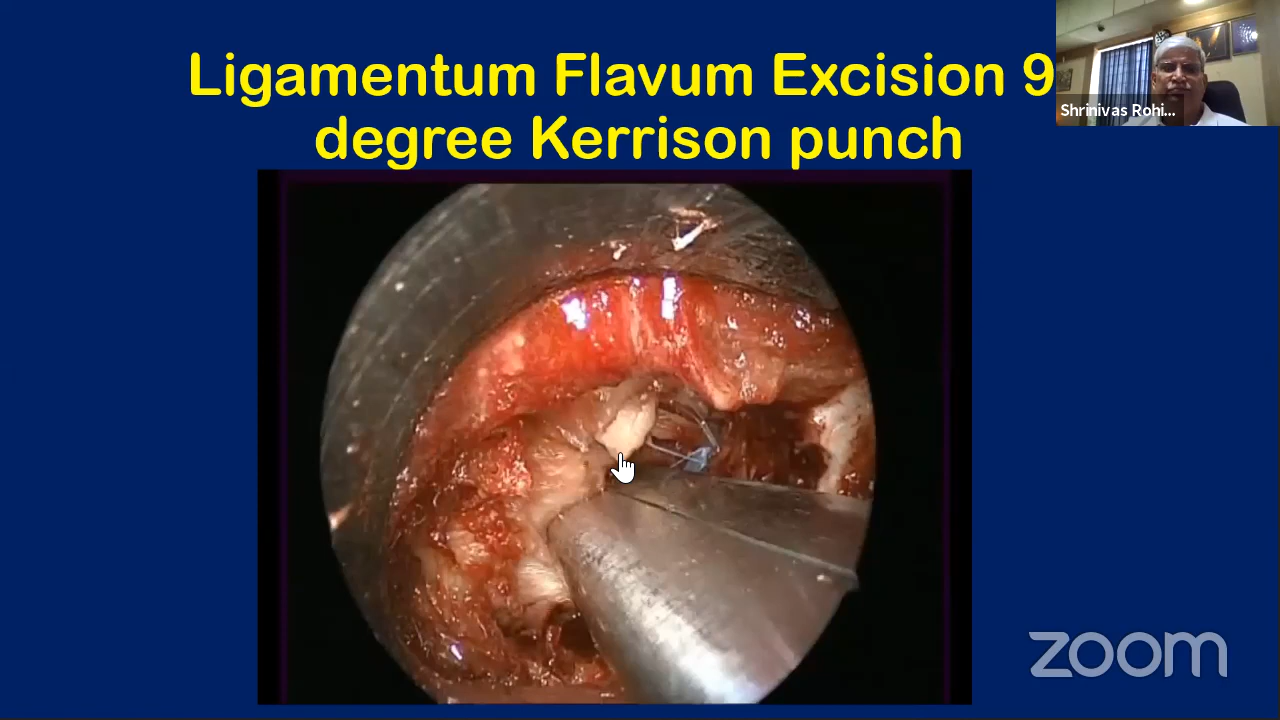 Ligamentum Flavum Excision 9
degree Kerrison punch
Shrinivas Rohi...
zoom